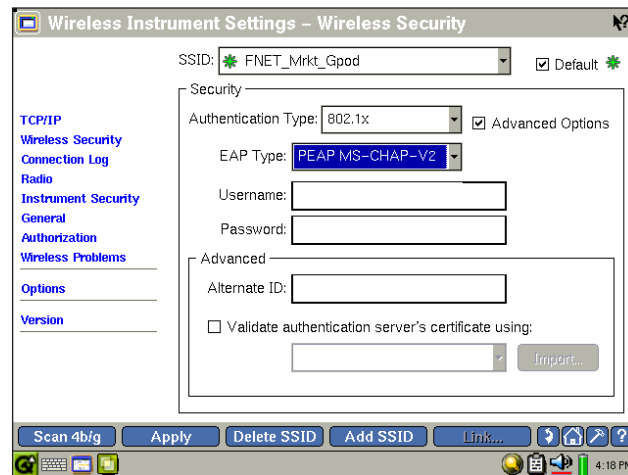 Wireless Instrument Settings – Wireless Security
SSID: FNET_Mrkt_Gpod Default
Security
TCP/IP
Wireless Security
Connection Log
Radio
Instrument Security
General
Authorization
Wireless Problems
Options
Version
Authentication Type: 802.1x Advanced Options
EAP Type: PEAP MS-CHAP-V2
Username:
Password:
Advanced
Alternate ID:
Validate authentication server's certificate using:
Import...
Scan 4b/g Apply Delete SSID Add SSID Link... ?
4:18 PM